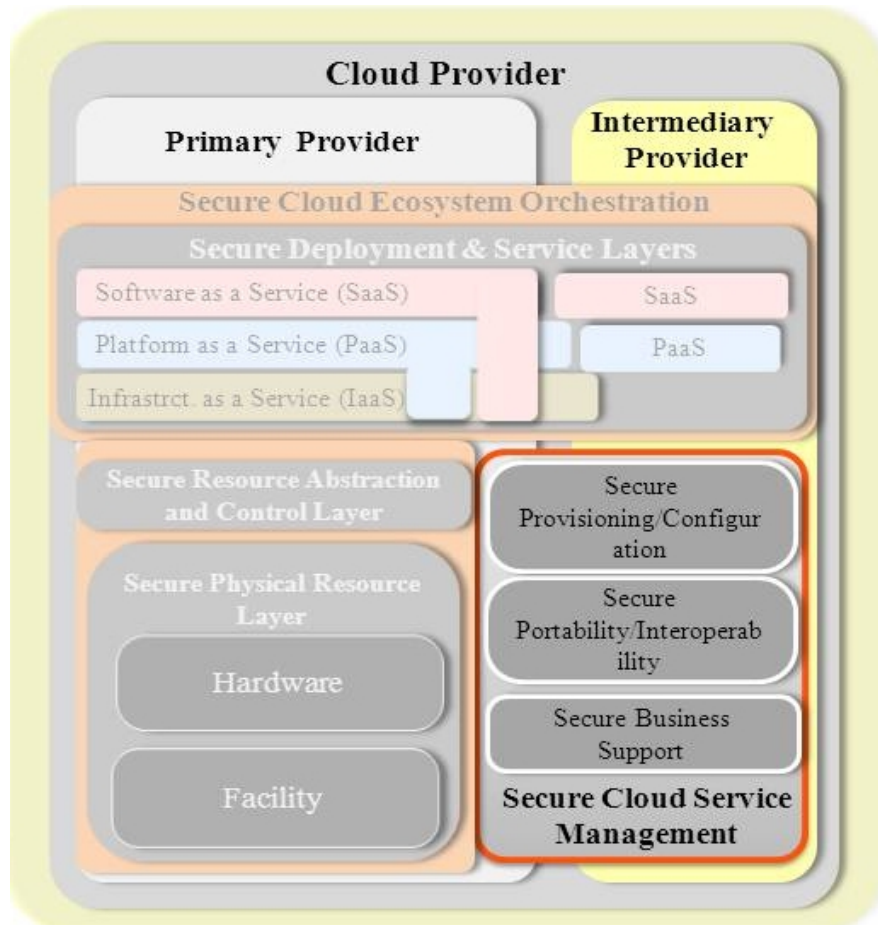 Cloud Provider
Primary Provider
Intermediary
Provider
Secure Cloud Ecosystem Orchestration
Secure Deployment & Service Layers
Software as a Service (SaaS)
SaaS
Platform as a Service (PaaS)
PaaS
Infrastrct. as a Service (IaaS)
Secure Resource Abstraction
and Control Layer
Secure Physical Resource
Layer
Hardware
Facility
Secure
Provisioning/Configur
ation
Secure
Portability/Interoperab
ility
Secure Business
Support
Secure Cloud Service
Management